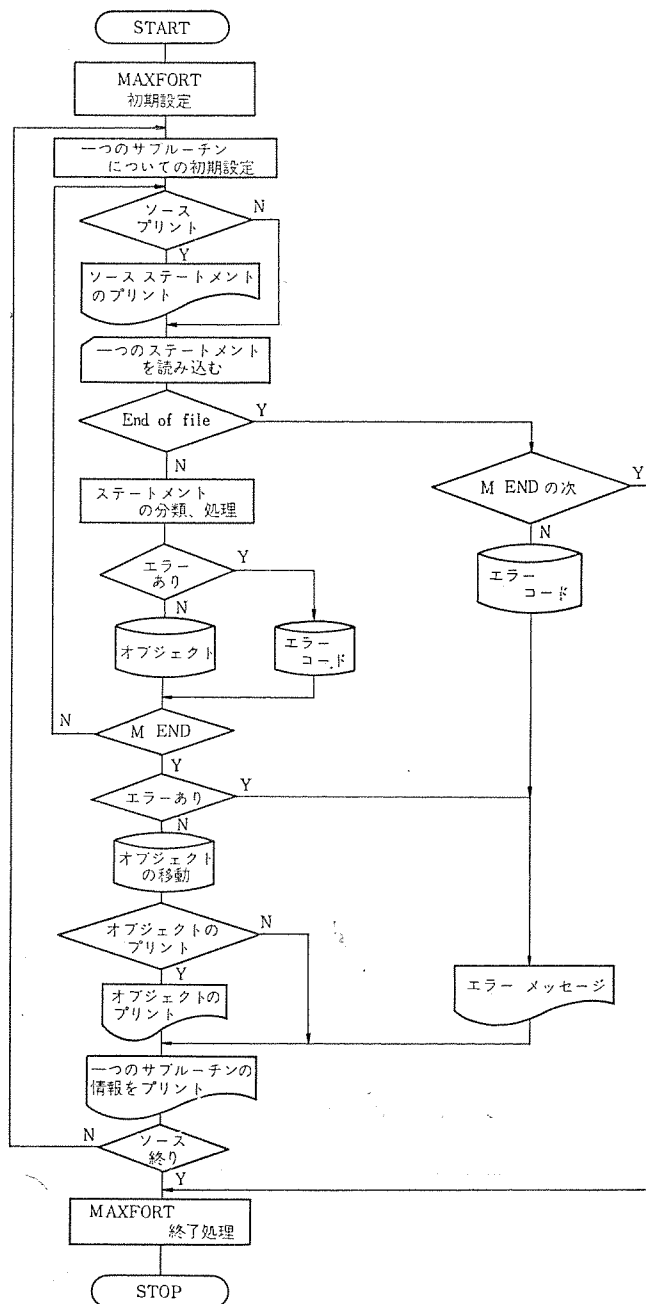 START
MAXFORT
初期設定
一つのサブルーチン
についての初期設定
ソース
プリント
N
Y
ソース ステートメント
のプリント
一つのステートメント
を読み込む
End of file
Y
N
M ENDの次
Y
N
ステートメント
の分類、処理
エラー
コード
エラー
あり
Y
N
オブジェクト
エラー
コード
M END
N
Y
エラーあり
Y
N
オブジェクト
の移動
オブジェクトの
プリント
N
Y
オブジェクトの
プリント
エラー メッセージ
一つのサブルーチンの
情報をプリント
ソース
終り
N
Y
MAXFORT
終了処理
STOP